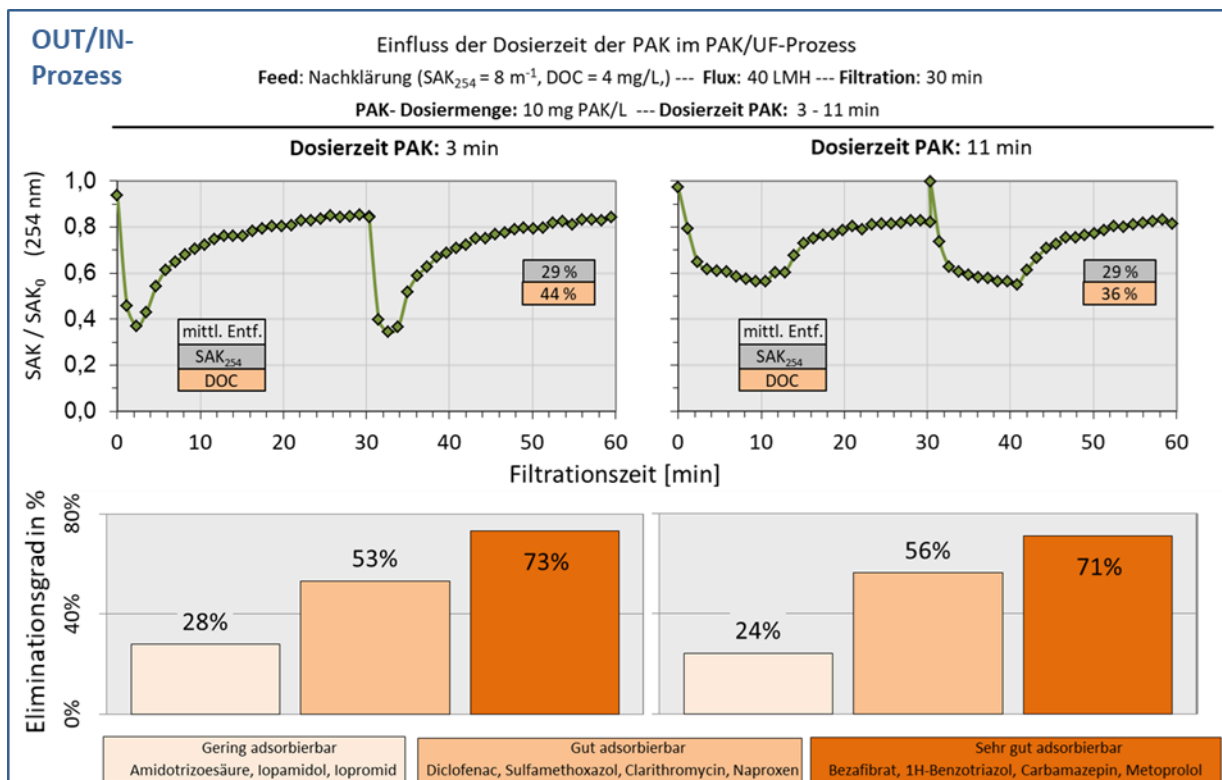 OUT/IN-
Prozess
Einfluss der Dosierzeit der PAK im PAK/UF-Prozess
Feed: Nachklärung (SAK₂₅₄ = 8 m⁻¹, DOC = 4 mg/L,) --- Flux: 40 LMH --- Filtration: 30 min
PAK- Dosiermenge: 10 mg PAK/L --- Dosierzeit PAK: 3 - 11 min
Dosierzeit PAK: 3 min
Dosierzeit PAK: 11 min
SAK / SAK₀ (254 nm)
1,0
0,8
0,6
0,4
0,2
0,0
29 %
44 %
mittl. Entf.
SAK₂₅₄
DOC
0 10 20 30 40 50 60
29 %
36 %
mittl. Entf.
SAK₂₅₄
DOC
0 10 20 30 40 50 60
Filtrationszeit [min]
Eliminationsgrad in %
80%
40%
0%
28%
53%
73%
24%
56%
71%
Gering adsorbierbar
Amidotrizoesäure, Iopamidol, Iopromid
Gut adsorbierbar
Diclofenac, Sulfamethoxazol, Clarithromycin, Naproxen
Sehr gut adsorbierbar
Bezafibrat, 1H-Benzotriazol, Carbamazepin, Metoprolol